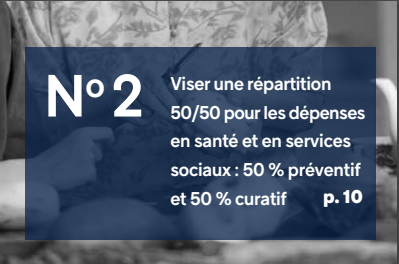 Nº 2
Viser une répartition
50/50 pour les dépenses
en santé et en services
sociaux : 50 % préventif
et 50 % curatif p. 10